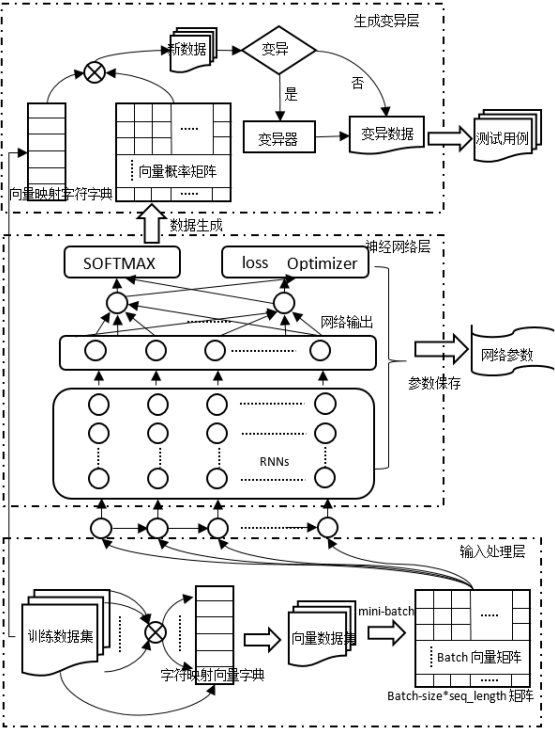 生成变异层
新数据
变异
否
是
变异器
变异数据
测试用例
向量映射字符字典
向量概率矩阵
数据生成
神经网络层
SOFTMAX
loss Optimizer
网络输出
网络参数
参数保存
RNNs
输入处理层
训练数据集
字符映射向量字典
向量数据集
mini-batch
Batch 向量矩阵
Batch-size*seq_length 矩阵